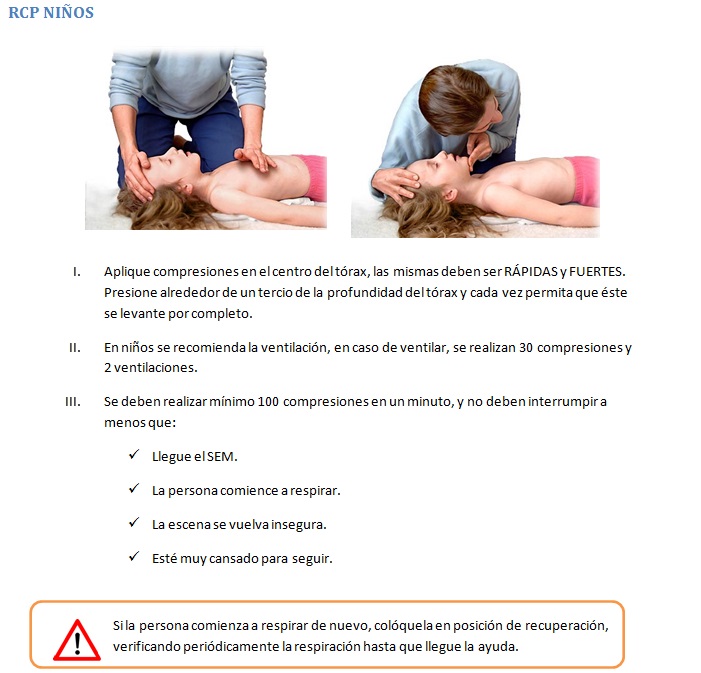 RCP NIÑOS
I. Aplique compresiones en el centro del tórax, las mismas deben ser RÁPIDAS y FUERTES.
Presione alrededor de un tercio de la profundidad del tórax y cada vez permita que éste
se levante por completo.
II. En niños se recomienda la ventilación, en caso de ventilar, se realizan 30 compresiones y
2 ventilaciones.
III. Se deben realizar mínimo 100 compresiones en un minuto, y no deben interrumpir a
menos que:
✓ Llegue el SEM.
✓ La persona comience a respirar.
✓ La escena se vuelva insegura.
✓ Esté muy cansado para seguir.
Si la persona comienza a respirar de nuevo, colóquela en posición de recuperación,
verificando periódicamente la respiración hasta que llegue la ayuda.